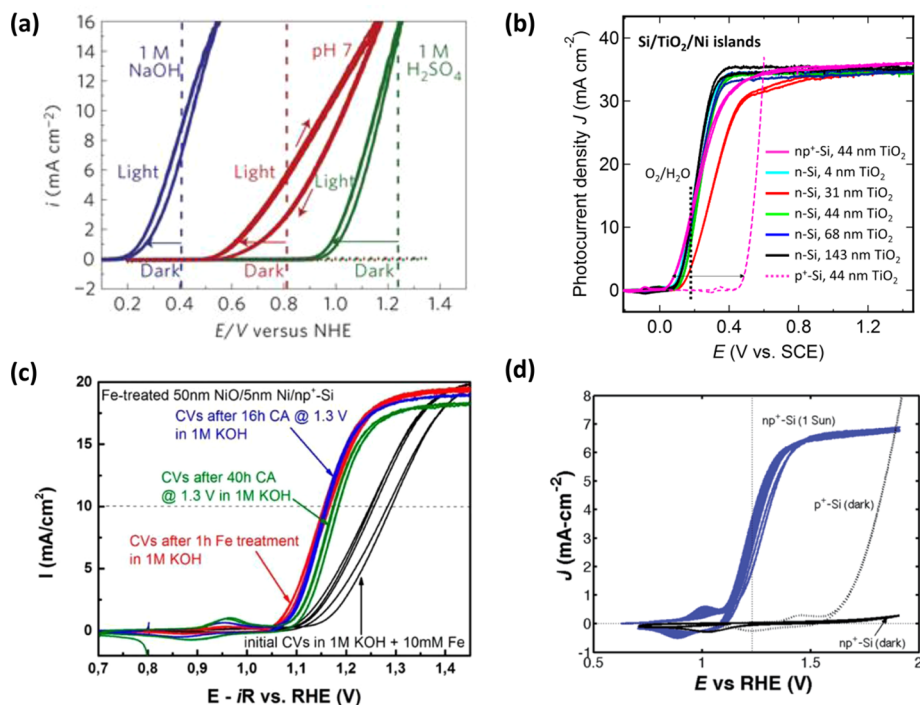 (a)
16
14
12
10
8
6
4
2
0
−2
i (mA cm⁻²)
1 M
NaOH
pH 7
1 M
H₂SO₄
Light
Light
Light
Dark
Dark
Dark
0.2
0.4
0.6
0.8
1.0
1.2
1.4
E/V versus NHE
(b)
Si/TiO₂/Ni islands
40
30
20
10
0
Photocurrent density J (mA cm⁻²)
O₂/H₂O
np⁺-Si, 44 nm TiO₂
n-Si, 4 nm TiO₂
n-Si, 31 nm TiO₂
n-Si, 44 nm TiO₂
n-Si, 68 nm TiO₂
n-Si, 143 nm TiO₂
p⁺-Si, 44 nm TiO₂
0.0
0.4
0.8
1.2
E (V vs. SCE)
(c)
Fe-treated 50nm NiO/5nm Ni/np⁺-Si
20
15
10
5
0
I (mA/cm²)
CVs after 16h CA @ 1.3 V
in 1M KOH
CVs after 40h CA
@ 1.3 V in 1M KOH
CVs after 1h Fe treatment
in 1M KOH
initial CVs in 1M KOH + 10mM Fe
0,7
0,8
0,9
1,0
1,1
1,2
1,3
1,4
E - iR vs. RHE (V)
(d)
8
7
6
5
4
3
2
1
0
-1
J (mA-cm⁻²)
np⁺-Si (1 Sun)
p⁺-Si (dark)
np⁺-Si (dark)
0.5
1
1.5
2
E vs RHE (V)